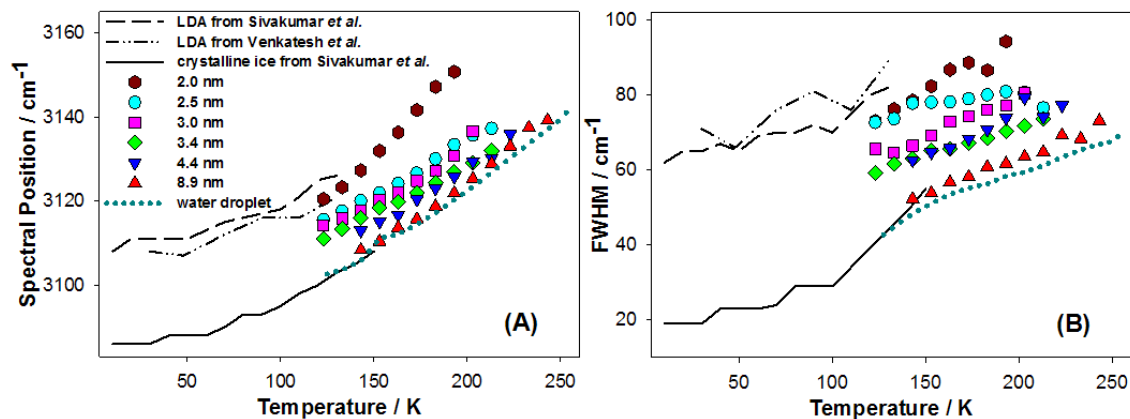 3160
3140
3120
3100
Spectral Position / cm⁻¹
LDA from Sivakumar et al.
LDA from Venkatesh et al.
crystalline ice from Sivakumar et al.
2.0 nm
2.5 nm
3.0 nm
3.4 nm
4.4 nm
8.9 nm
water droplet
(A)
50 100 150 200 250
Temperature / K
100
80
60
40
20
FWHM / cm⁻¹
(B)
50 100 150 200 250
Temperature / K